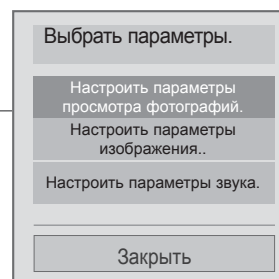 Выбрать параметры.
Настроить параметры
просмотра фотографий.
Настроить параметры
изображения..
Настроить параметры звука.
Закрыть